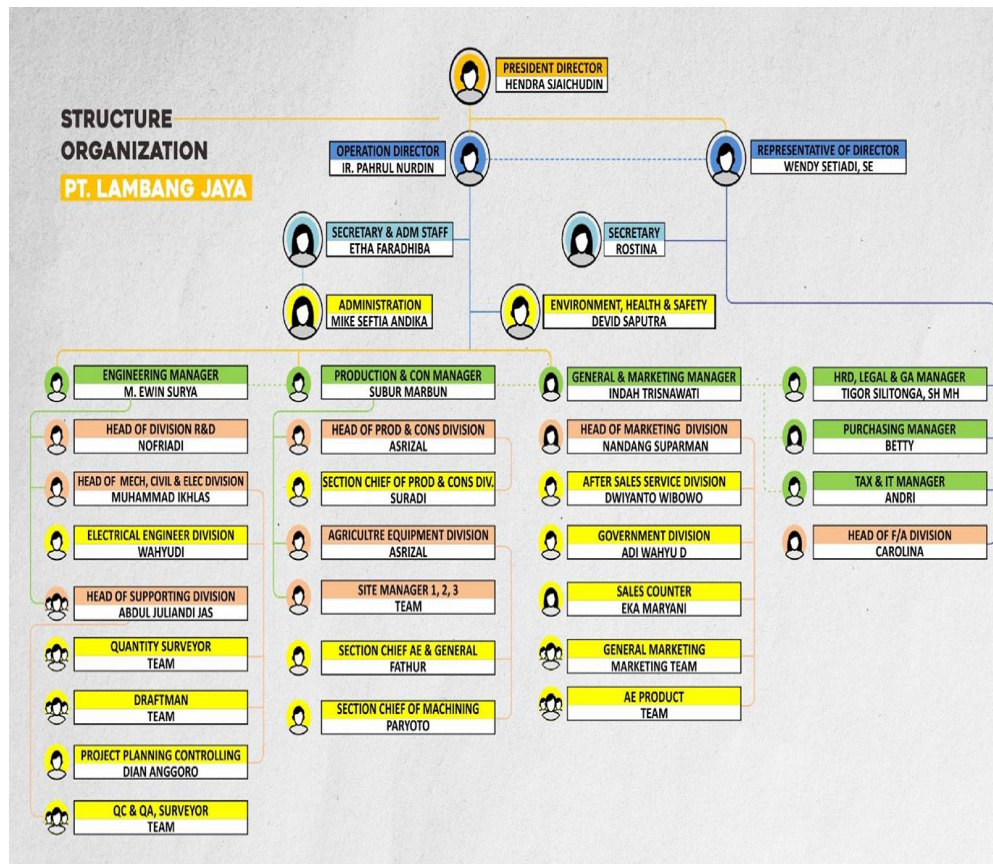 STRUCTURE
ORGANIZATION
PT. LAMBANG JAYA
PRESIDENT DIRECTOR
HENDRA SJAICHUDIN
OPERATION DIRECTOR
IR. PAHRUL NURDIN
REPRESENTATIVE OF DIRECTOR
WENDY SETIADI, SE
SECRETARY & ADM STAFF
ETHA FARADHIBA
SECRETARY
ROSTINA
ADMINISTRATION
MIKE SEFTIA ANDIKA
ENVIRONMENT, HEALTH & SAFETY
DEVID SAPUTRA
ENGINEERING MANAGER
M. EWIN SURYA
HEAD OF DIVISION R&D
NOFRIADI
HEAD OF MECH, CIVIL & ELEC DIVISION
MUHAMMAD IKHLAS
ELECTRICAL ENGINEER DIVISION
WAHYUDI
HEAD OF SUPPORTING DIVISION
ABDUL JULIANDI JAS
QUANTITY SURVEYOR
TEAM
DRAFTMAN
TEAM
PROJECT PLANNING CONTROLLING
DIAN ANGGORO
QC & QA, SURVEYOR
TEAM
PRODUCTION & CON MANAGER
SUBUR MARBUN
HEAD OF PROD & CONS DIVISION
ASRIZAL
SECTION CHIEF OF PROD & CONS DIV.
SURADI
AGRICULTRE EQUIPMENT DIVISION
ASRIZAL
SITE MANAGER 1, 2, 3
TEAM
SECTION CHIEF AE & GENERAL
FATHUR
SECTION CHIEF OF MACHINING
PARYOTO
GENERAL & MARKETING MANAGER
INDAH TRISNAWATI
HEAD OF MARKETING DIVISION
NANDANG SUPARMAN
AFTER SALES SERVICE DIVISION
DWIYANTO WIBOWO
GOVERNMENT DIVISION
ADI WAHYU D
SALES COUNTER
EKA MARYANI
GENERAL MARKETING
MARKETING TEAM
AE PRODUCT
TEAM
HRD, LEGAL & GA MANAGER
TIGOR SILITONGA, SH MH
PURCHASING MANAGER
BETTY
TAX & IT MANAGER
ANDRI
HEAD OF F/A DIVISION
CAROLINA